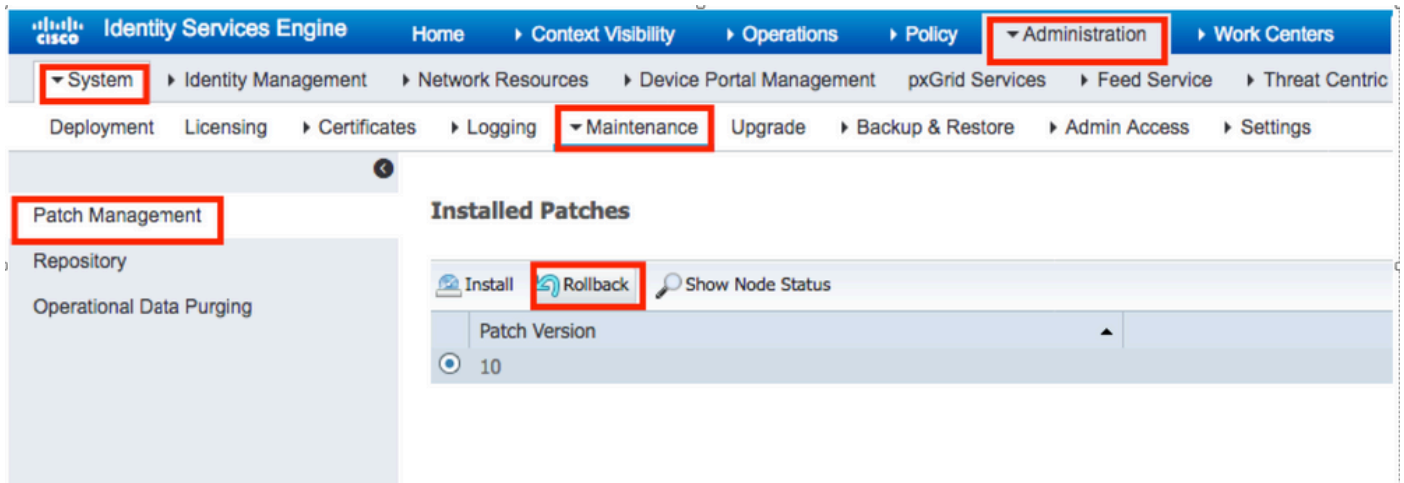 cisco Identity Services Engine Home Context Visibility Operations Policy Administration Work Centers
System Identity Management Network Resources Device Portal Management pxGrid Services Feed Service Threat Centric
Deployment Licensing Certificates Logging Maintenance Upgrade Backup & Restore Admin Access Settings
Patch Management
Repository
Operational Data Purging
Installed Patches
Install Rollback Show Node Status
Patch Version
10